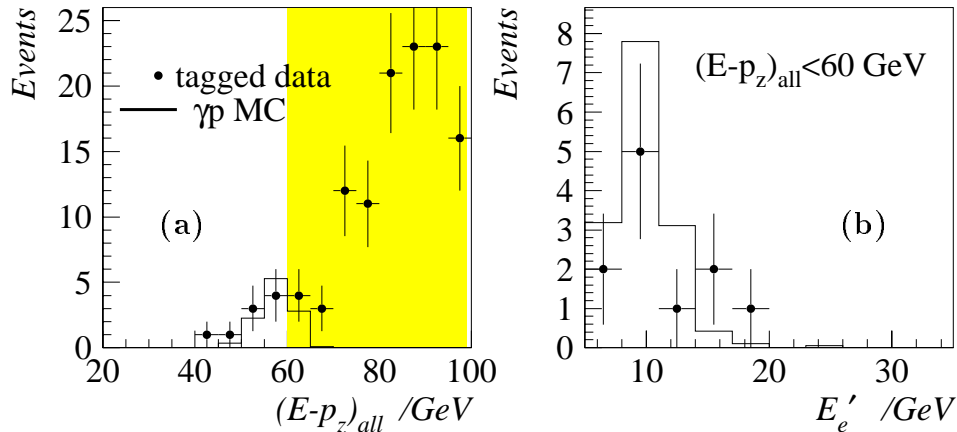 Events
25
20
15
10
5
0
tagged data
γp MC
(a)
20 40 60 80 100
(E-p_z)_all /GeV
Events
8
7
6
5
4
3
2
1
0
(E-p_z)_all<60 GeV
(b)
10 20 30
E_e′ /GeV